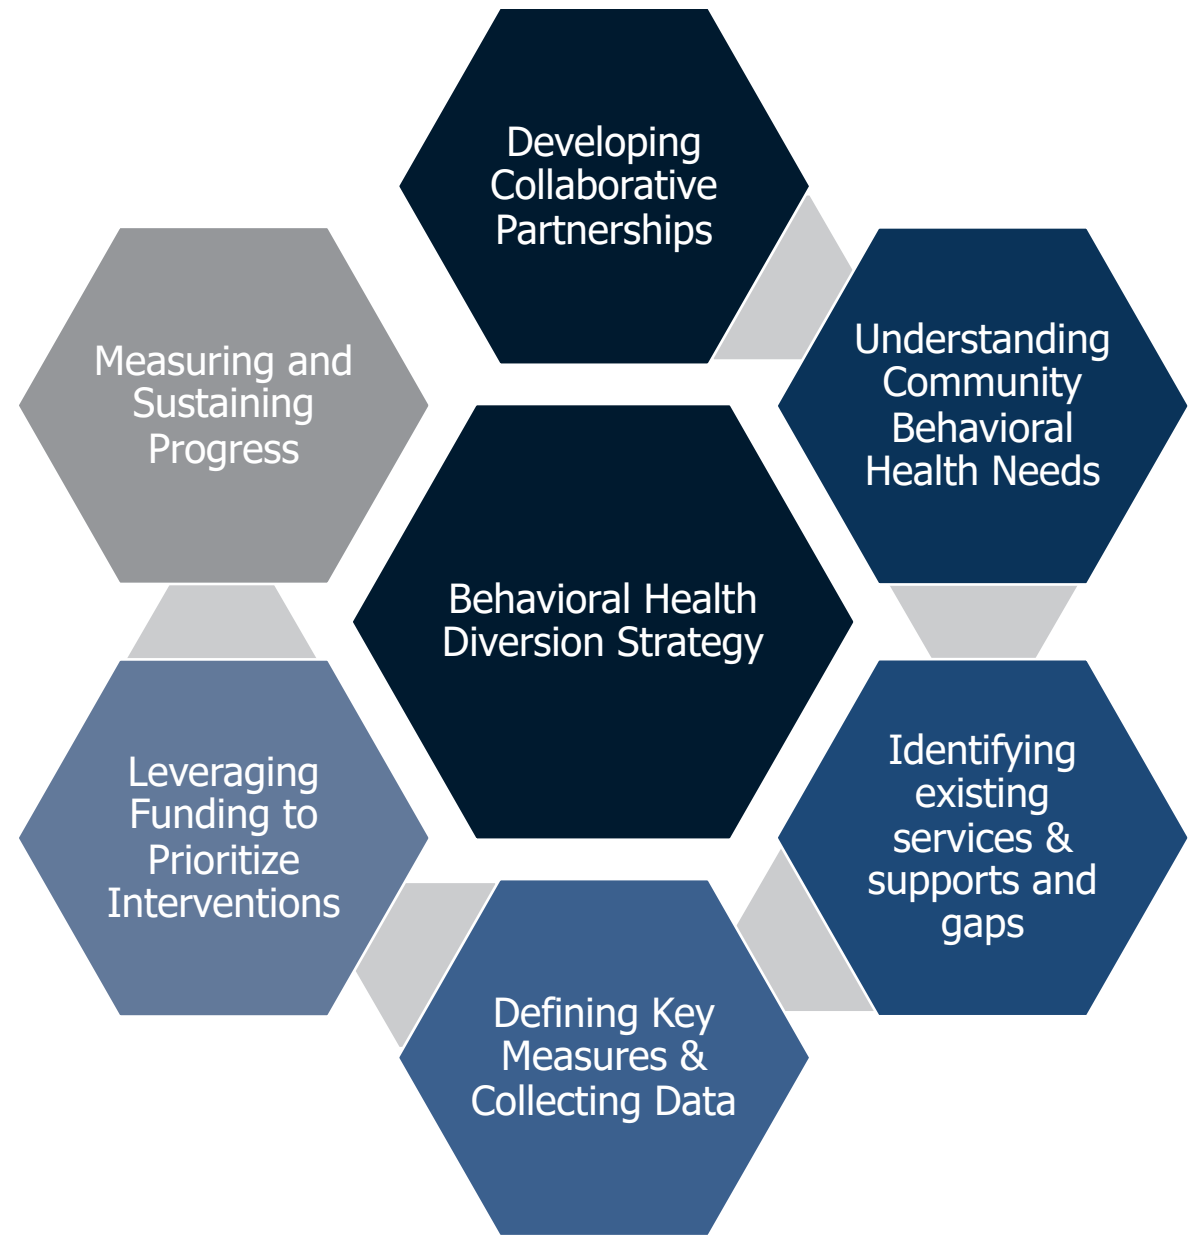 Developing
Collaborative
Partnerships
Understanding
Community
Behavioral
Health Needs
Identifying
existing
services &
supports and
gaps
Defining Key
Measures &
Collecting Data
Leveraging
Funding to
Prioritize
Interventions
Measuring and
Sustaining
Progress
Behavioral Health
Diversion Strategy